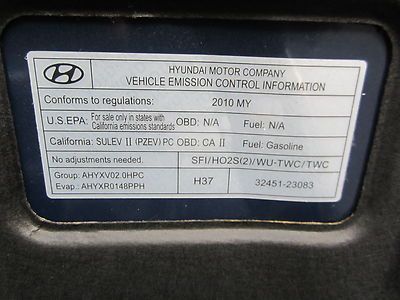 HYUNDAI MOTOR COMPANY
VEHICLE EMISSION CONTROL INFORMATION
Conforms to regulations: 2010 MY
U.S.EPA: For sale only in states with California emissions standards OBD: N/A Fuel: N/A
California: SULEV II (PZEV) PC OBD: CA II Fuel: Gasoline
No adjustments needed. SFI/HO2S(2)/WU-TWC/TWC
Group: AHYXV02.0HPC
Evap.: AHYXR0148PPH
H37 32451-23083